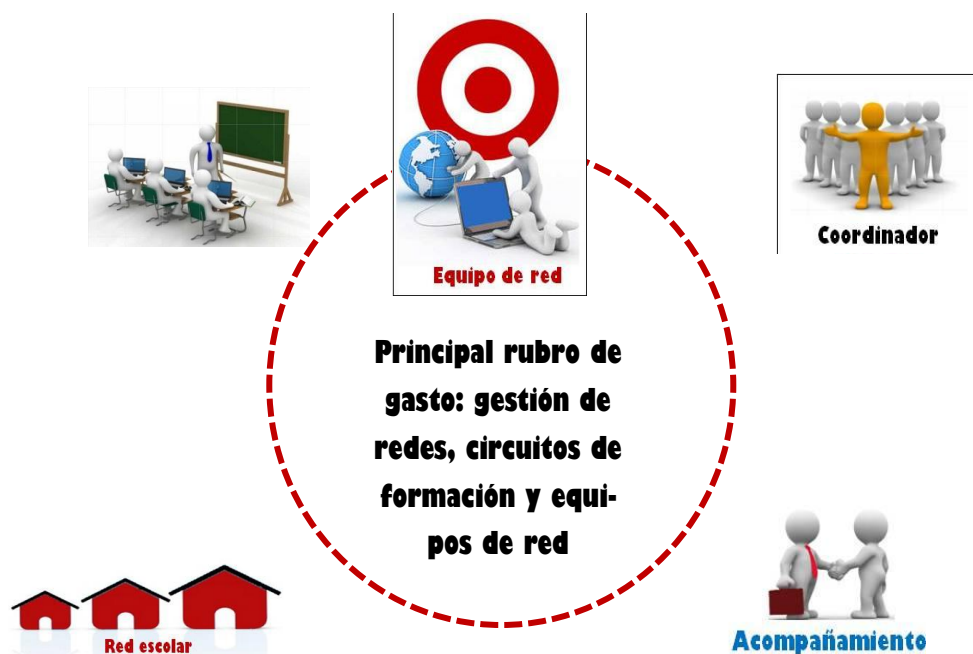 Coordinador
Equipo de red
Principal rubro de
gasto: gestión de
redes, circuitos de
formación y equi-
pos de red
Red escolar
Acompañamiento